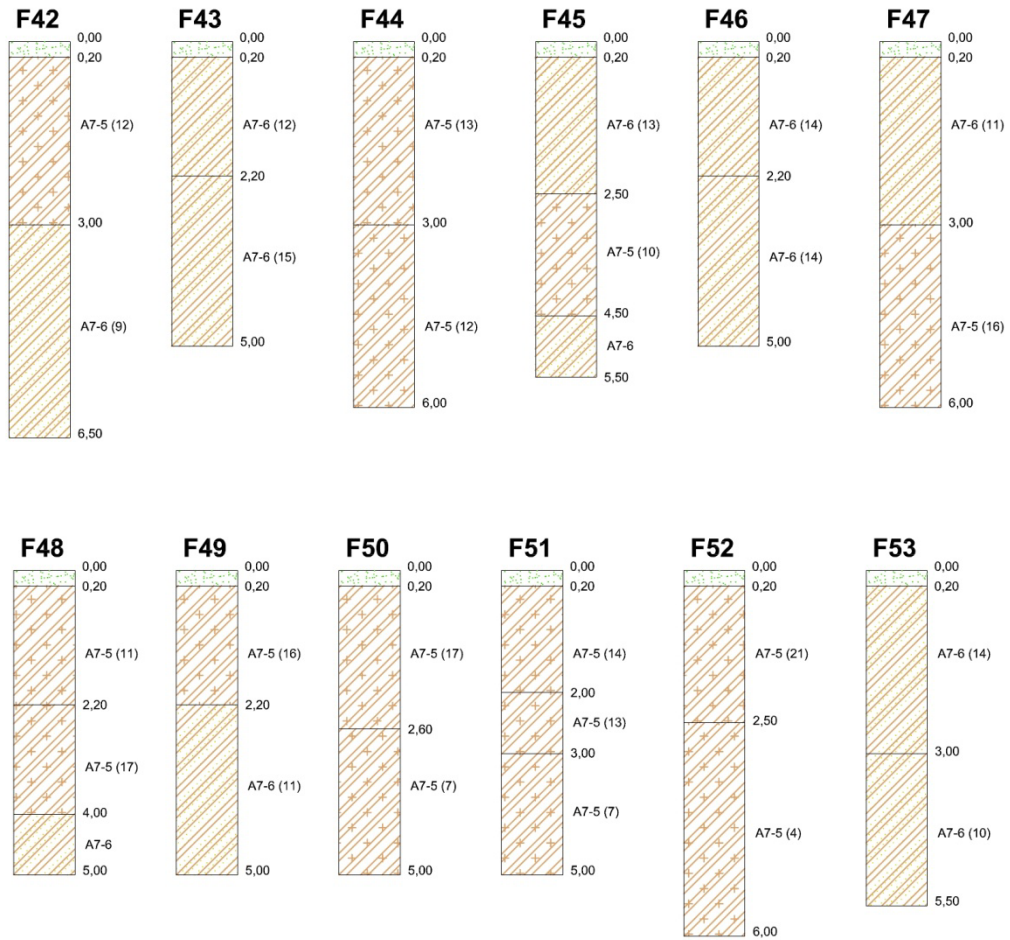 F42 F43 F44 F45 F46 F47
0,00 0,00 0,00 0,00 0,00 0,00
0,20 0,20 0,20 0,20 0,20 0,20
A7-5 (12) A7-6 (12) A7-5 (13) A7-6 (13) A7-6 (14) A7-6 (11)
2,20 2,20
2,50
3,00 3,00 3,00
A7-6 (15) A7-5 (10) A7-6 (14)
4,50
A7-6 (9) A7-5 (12) A7-5 (16)
5,00 A7-6 5,00
5,50
6,00 6,00
6,50
F48 F49 F50 F51 F52 F53
0,00 0,00 0,00 0,00 0,00 0,00
0,20 0,20 0,20 0,20 0,20 0,20
A7-5 (11) A7-5 (16) A7-5 (17) A7-5 (14) A7-5 (21) A7-6 (14)
2,00
2,20 2,20
2,60 A7-5 (13) 2,50
3,00 3,00
A7-5 (17) A7-6 (11) A7-5 (7)
4,00 A7-5 (7)
A7-5 (4) A7-6 (10)
A7-6
5,00 5,00 5,00 5,00
5,50
6,00